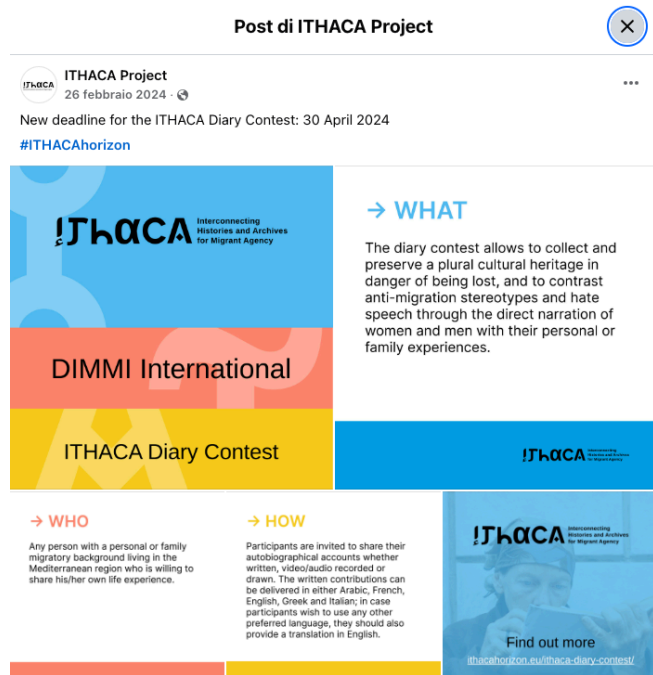 Post di ITHACA Project
ITHACA Project
26 febbraio 2024 ·
New deadline for the ITHACA Diary Contest: 30 April 2024
#ITHACAhorizon
IThACA
Interconnecting
Histories and Archives
for Migrant Agency
DIMMI International
ITHACA Diary Contest
→ WHAT
The diary contest allows to collect and
preserve a plural cultural heritage in
danger of being lost, and to contrast
anti-migration stereotypes and hate
speech through the direct narration of
women and men with their personal or
family experiences.
IThACA
Interconnecting
Histories and Archives
for Migrant Agency
→ WHO
Any person with a personal or family
migratory background living in the
Mediterranean region who is willing to
share his/her own life experience.
→ HOW
Participants are invited to share their
autobiographical accounts whether
written, video/audio recorded or
drawn. The written contributions can
be delivered in either Arabic, French,
English, Greek and Italian; in case
participants wish to use any other
preferred language, they should also
provide a translation in English.
IThACA
Interconnecting
Histories and Archives
for Migrant Agency
Find out more
ithacahorizon.eu/ithaca-diary-contest/